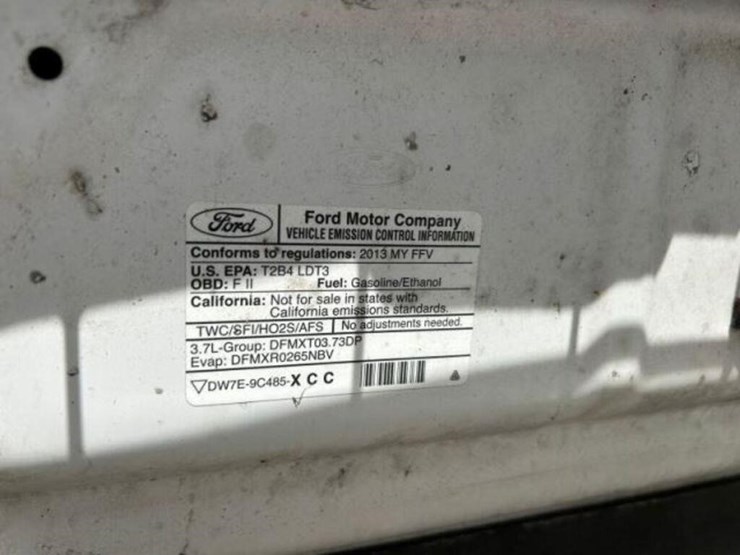 Ford
Ford Motor Company
VEHICLE EMISSION CONTROL INFORMATION
Conforms to regulations: 2013 MY FFV
U.S. EPA: T2B4 LDT3
OBD: F II Fuel: Gasoline/Ethanol
California: Not for sale in states with
California emissions standards.
TWC/SFI/HO2S/AFS No adjustments needed.
3.7L-Group: DFMXT03.73DP
Evap: DFMXR0265NBV
DW7E-9C485-X C C